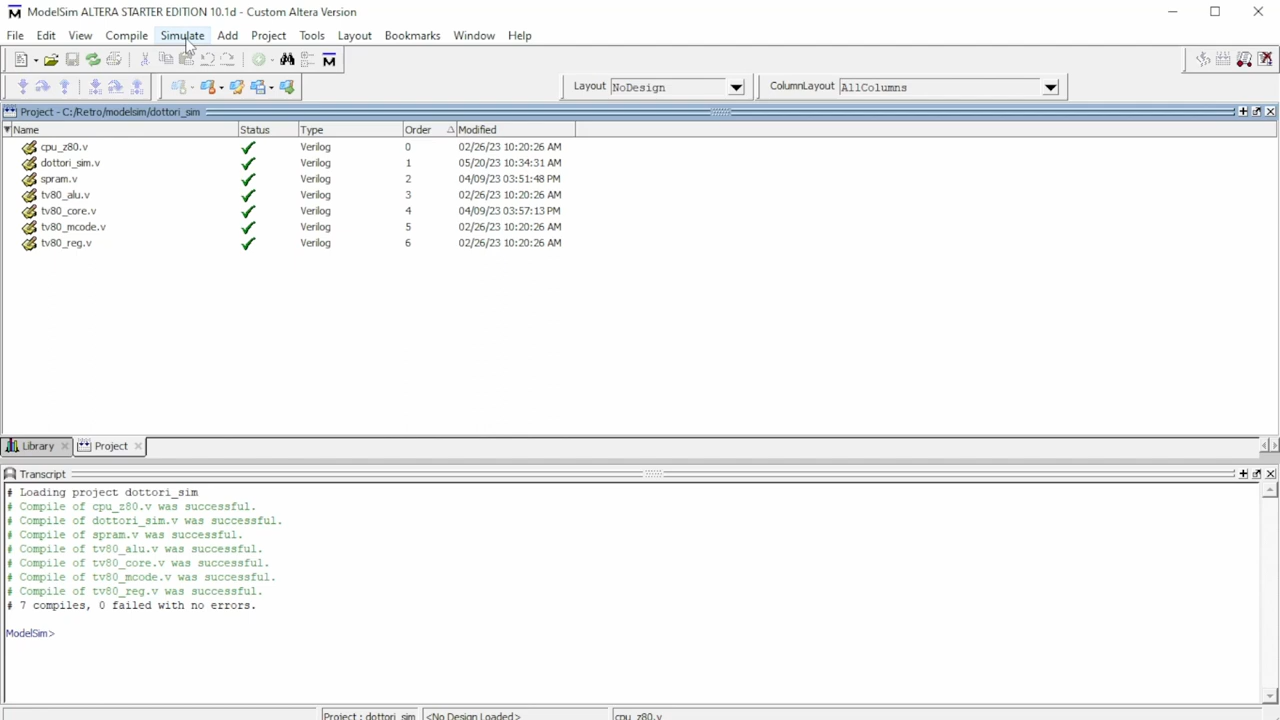 ModelSim ALTERA STARTER EDITION 10.1d - Custom Altera Version
File Edit View Compile Simulate Add Project Tools Layout Bookmarks Window Help
Layout NoDesign ColumnLayout AllColumns
Project - C:/Retro/modelsim/dottori_sim
Name Status Type Order Modified
cpu_z80.v Verilog 0 02/26/23 10:20:26 AM
dottori_sim.v Verilog 1 05/20/23 10:34:31 AM
spram.v Verilog 2 04/09/23 03:51:48 PM
tv80_alu.v Verilog 3 02/26/23 10:20:26 AM
tv80_core.v Verilog 4 04/09/23 03:57:13 PM
tv80_mcode.v Verilog 5 02/26/23 10:20:26 AM
tv80_reg.v Verilog 6 02/26/23 10:20:26 AM
Library Project
Transcript
# Loading project dottori_sim
# Compile of cpu_z80.v was successful.
# Compile of dottori_sim.v was successful.
# Compile of spram.v was successful.
# Compile of tv80_alu.v was successful.
# Compile of tv80_core.v was successful.
# Compile of tv80_mcode.v was successful.
# Compile of tv80_reg.v was successful.
# 7 compiles, 0 failed with no errors.
ModelSim>
Project : dottori_sim <No Design Loaded> cpu_z80.v